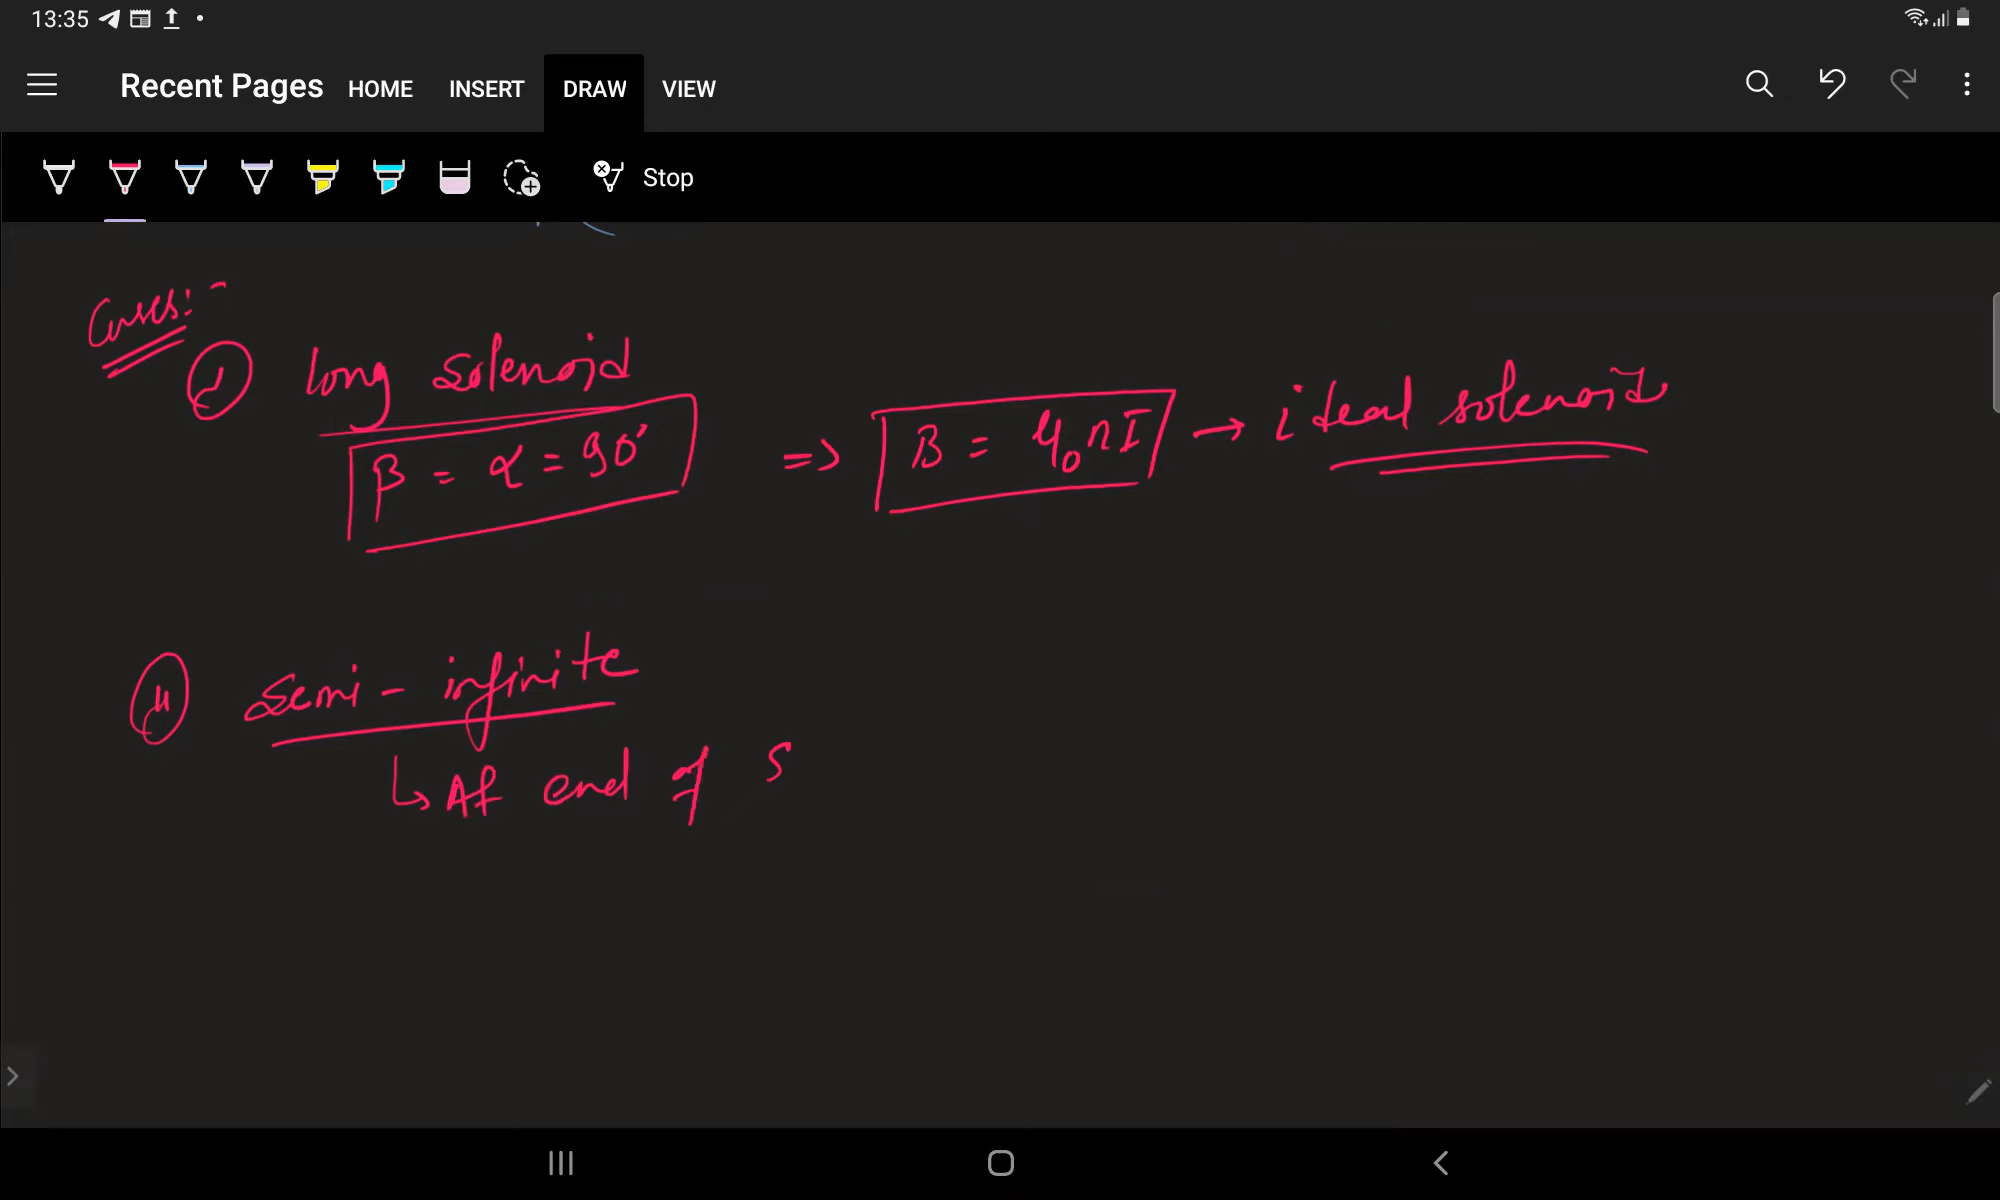 13:35
Recent Pages HOME INSERT DRAW VIEW
Stop
Cases:-
I long solenoid
β = α = 90° => B = μ₀nI → ideal solenoid
II semi-infinite
↳ At end of s